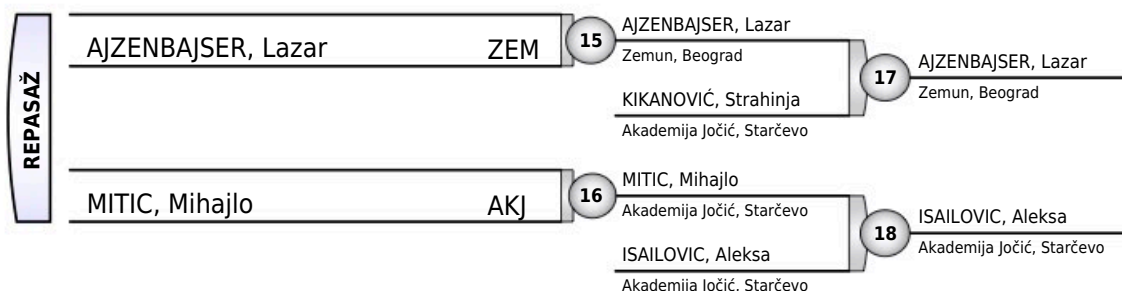 REPASAŽ
AJZENBAJSER, Lazar ZEM
15
AJZENBAJSER, Lazar
Zemun, Beograd
KIKANOVIĆ, Strahinja
Akademija Jočić, Starčevo
17
AJZENBAJSER, Lazar
Zemun, Beograd
MITIC, Mihajlo AKJ
16
MITIC, Mihajlo
Akademija Jočić, Starčevo
ISAILOVIC, Aleksa
Akademija Jočić, Starčevo
18
ISAILOVIC, Aleksa
Akademija Jočić, Starčevo